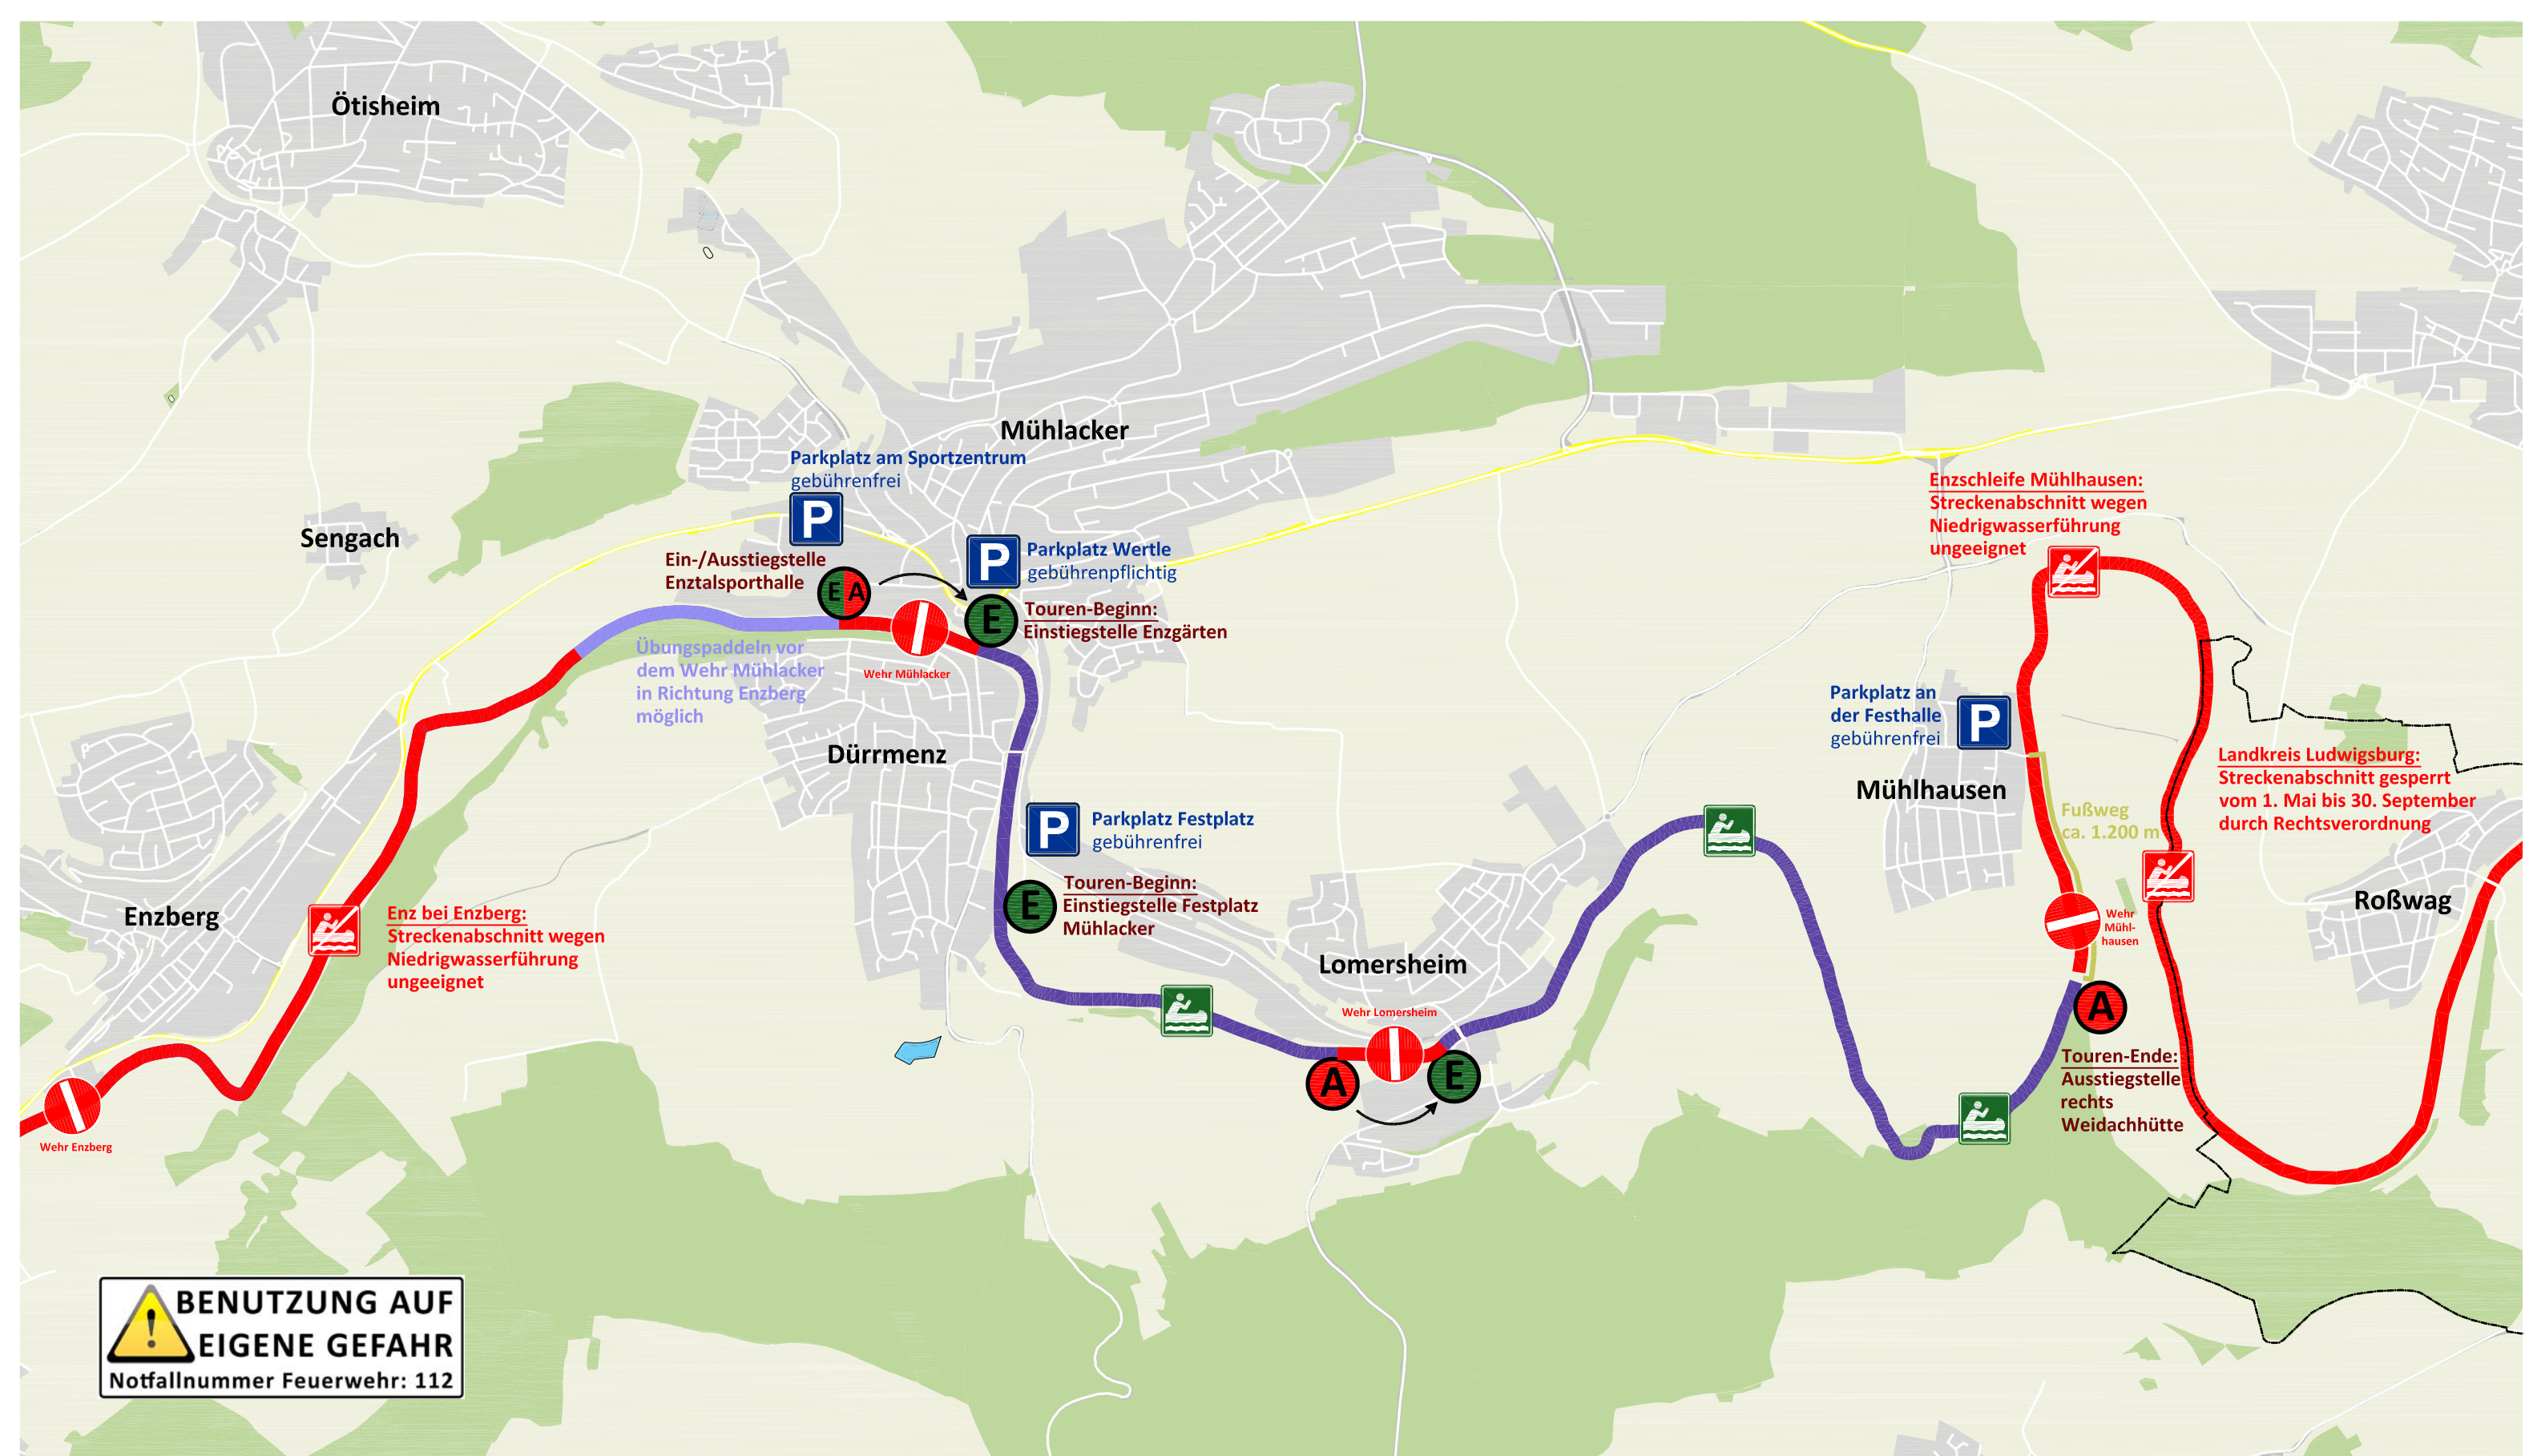 Ötisheim
Mühlacker
Parkplatz am Sportzentrum
gebührenfrei
P
Sengach
Ein-/Ausstiegstelle
Enztalsporthalle
E A
P
Parkplatz Wertle
gebührenpflichtig
E
Touren-Beginn:
Einstiegstelle Enzgärten
Übungspaddeln vor
dem Wehr Mühlacker
in Richtung Enzberg
möglich
Wehr Mühlacker
Dürrmenz
P
Parkplatz Festplatz
gebührenfrei
E
Touren-Beginn:
Einstiegstelle Festplatz
Mühlacker
Enzberg
Enz bei Enzberg:
Streckenabschnitt wegen
Niedrigwasserführung
ungeeignet
Wehr Enzberg
Lomersheim
Wehr Lomersheim
A
E
Enzschleife Mühlhausen:
Streckenabschnitt wegen
Niedrigwasserführung
ungeeignet
Parkplatz an
der Festhalle
gebührenfrei
P
Mühlhausen
Fußweg
ca. 1.200 m
Landkreis Ludwigsburg:
Streckenabschnitt gesperrt
vom 1. Mai bis 30. September
durch Rechtsverordnung
Roßwag
Wehr
Mühl-
hausen
A
Touren-Ende:
Ausstiegstelle
rechts
Weidachhütte
BENUTZUNG AUF
EIGENE GEFAHR
Notfallnummer Feuerwehr: 112